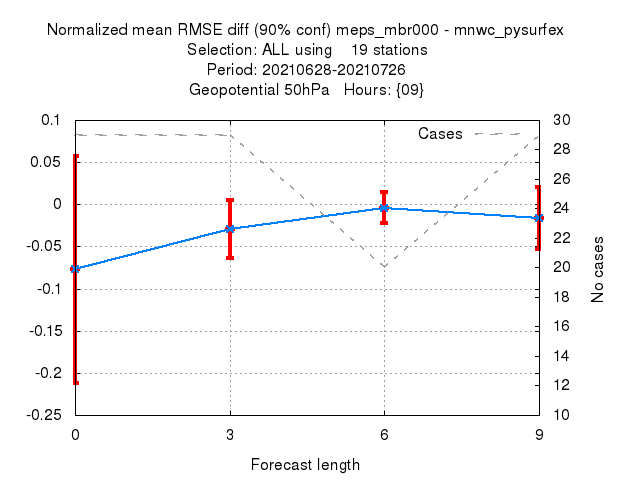 Normalized mean RMSE diff (90% conf) meps_mbr000 - mnwc_pysurfex
Selection: ALL using    19 stations
Period: 20210628-20210726
Geopotential 50hPa   Hours: {09}
Cases
0.1
0.05
0
-0.05
-0.1
-0.15
-0.2
-0.25
30
28
26
24
22
20
18
16
14
12
10
No cases
0 3 6 9
Forecast length